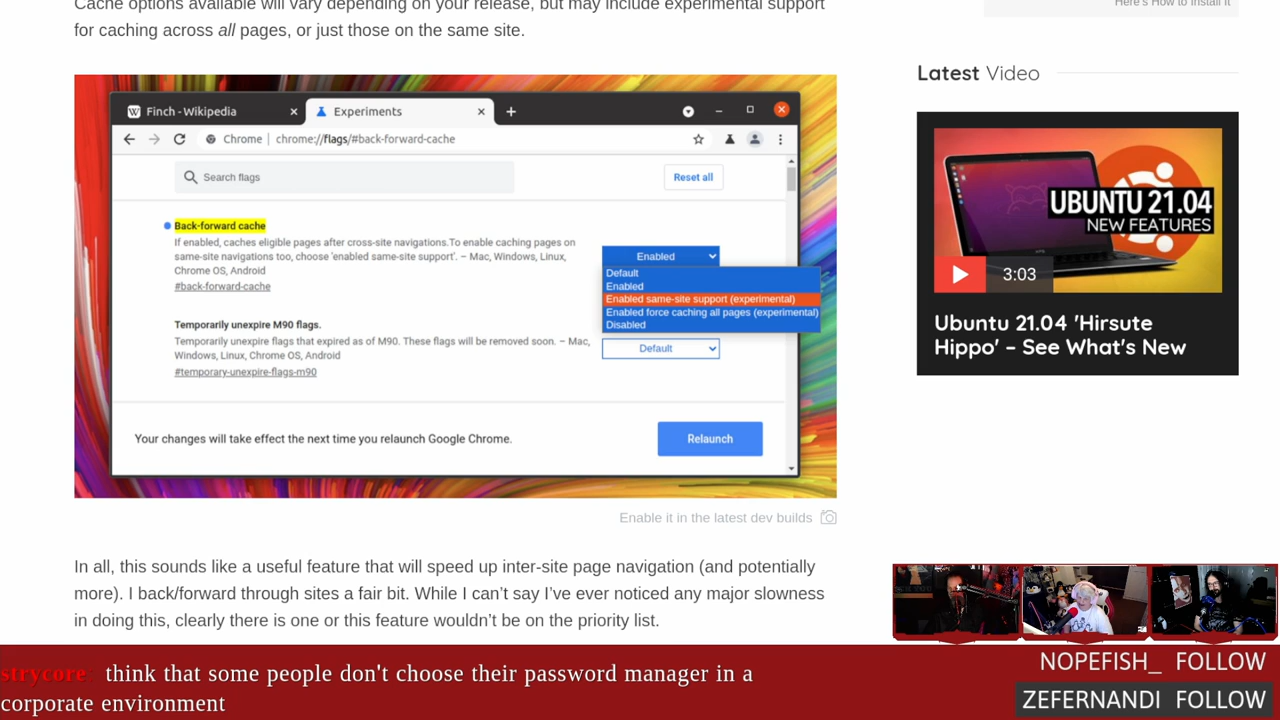 Cache options available will vary depending on your release, but may include experimental support
for caching across all pages, or just those on the same site.
Here's How to Install It
Latest Video
Finch - Wikipedia
Experiments
Chrome | chrome://flags/#back-forward-cache
Search flags
Reset all
Back-forward cache
If enabled, caches eligible pages after cross-site navigations.To enable caching pages on
same-site navigations too, choose 'enabled same-site support'. – Mac, Windows, Linux,
Chrome OS, Android
#back-forward-cache
Enabled
Default
Enabled
Enabled same-site support (experimental)
Enabled force caching all pages (experimental)
Disabled
Temporarily unexpire M90 flags.
Temporarily unexpire flags that expired as of M90. These flags will be removed soon. – Mac,
Windows, Linux, Chrome OS, Android
#temporary-unexpire-flags-m90
Default
Your changes will take effect the next time you relaunch Google Chrome.
Relaunch
UBUNTU 21.04
NEW FEATURES
3:03
Ubuntu 21.04 'Hirsute
Hippo' – See What's New
Enable it in the latest dev builds
In all, this sounds like a useful feature that will speed up inter-site page navigation (and potentially
more). I back/forward through sites a fair bit. While I can't say I've ever noticed any major slowness
in doing this, clearly there is one or this feature wouldn't be on the priority list.
strycore: think that some people don't choose their password manager in a
corporate environment
NOPEFISH_ FOLLOW
ZEFERNANDI FOLLOW